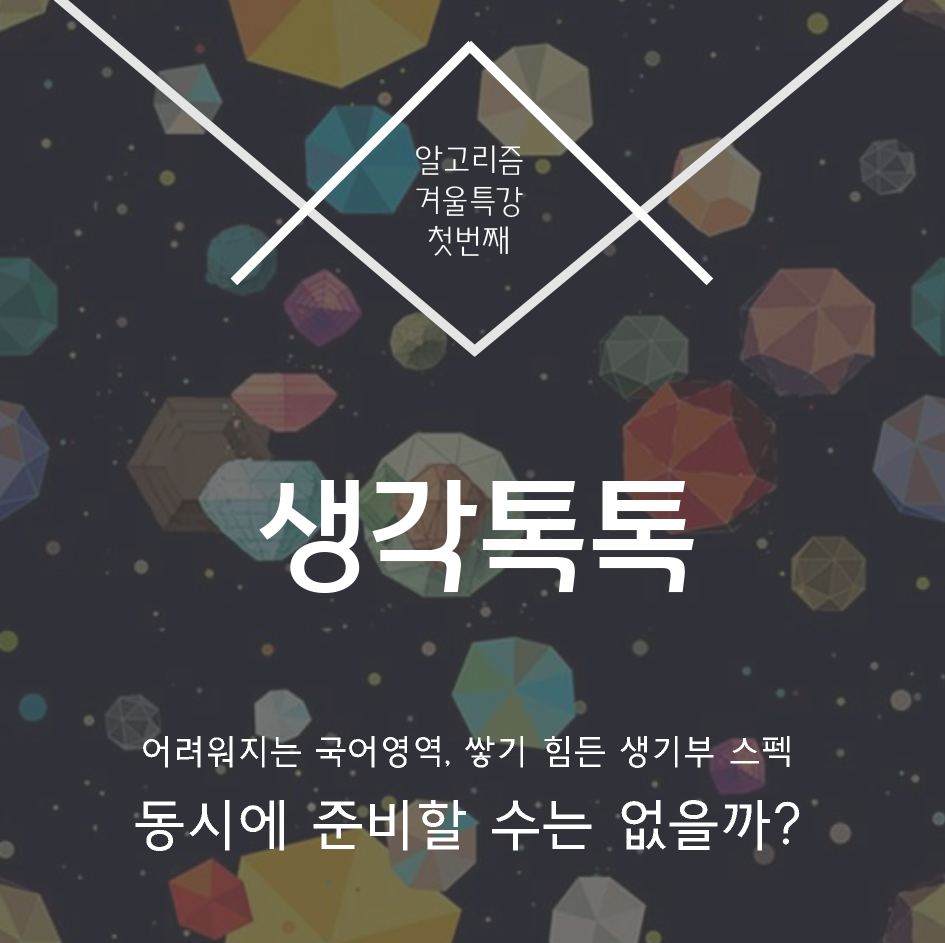 알고리즘
겨울특강
첫번째
생각톡톡
어려워지는 국어영역, 쌓기 힘든 생기부 스펙
동시에 준비할 수는 없을까?